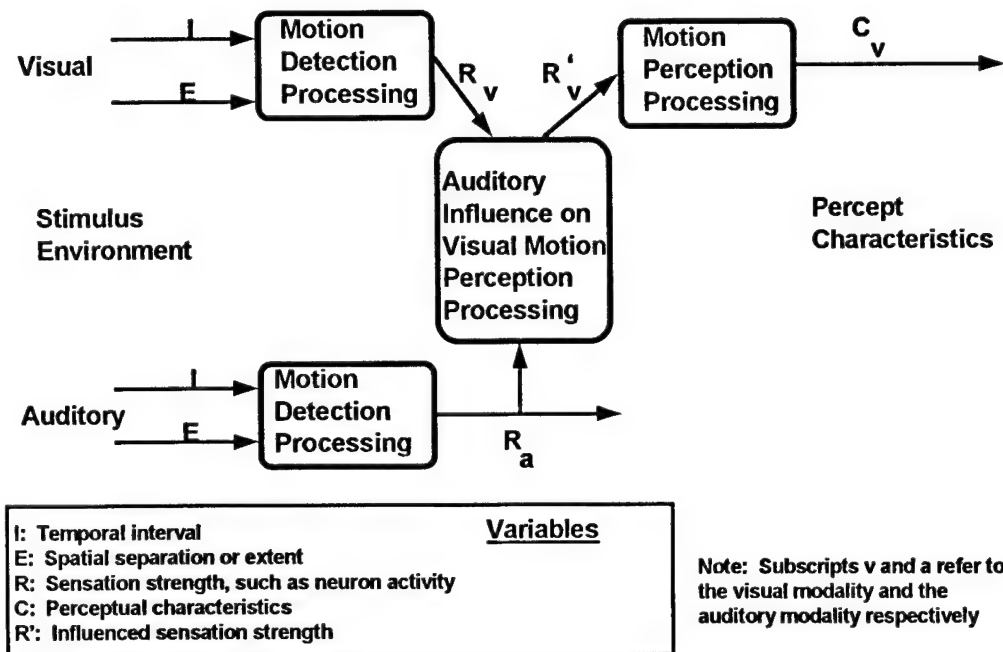 Visual
I
E
Motion
Detection
Processing
R v
R v '
Motion
Perception
Processing
C v
Stimulus
Environment
Auditory
Influence on
Visual Motion
Perception
Processing
Percept
Characteristics
Auditory
I
E
Motion
Detection
Processing
R a
Variables
I: Temporal interval
E: Spatial separation or extent
R: Sensation strength, such as neuron activity
C: Perceptual characteristics
R': Influenced sensation strength
Note: Subscripts v and a refer to
the visual modality and the
auditory modality respectively